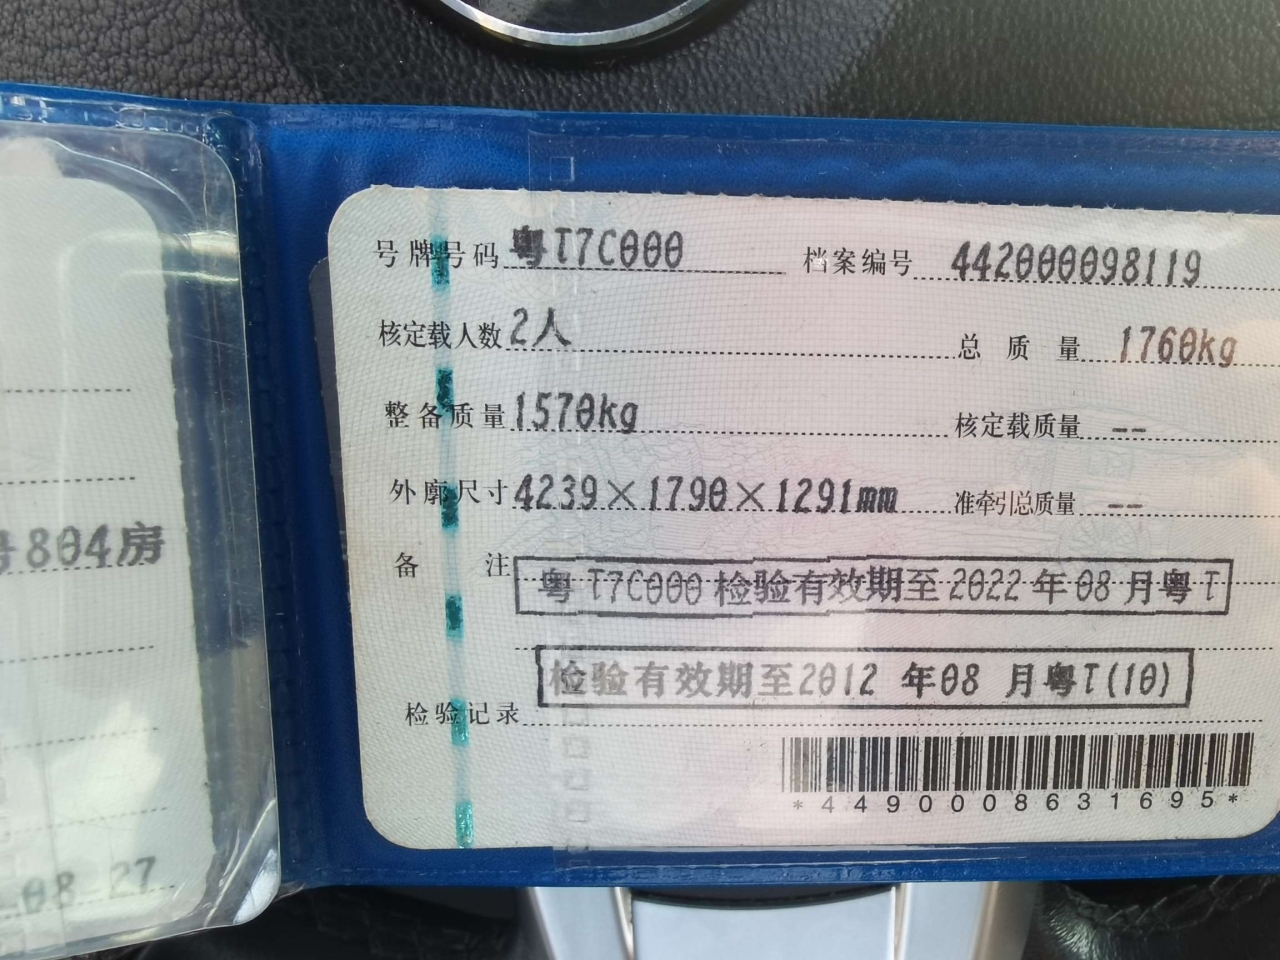 号804房
08-27
号牌号码 粤T7C000 档案编号 442000098119
核定载人数 2人 总质量 1760kg
整备质量 1570kg 核定载质量 --
外廓尺寸 4239×1790×1291mm 准牵引总质量 --
备注 粤T7C000检验有效期至2022年08月粤T
检验有效期至2012年08月粤T(10)
检验记录
*4490008631695*